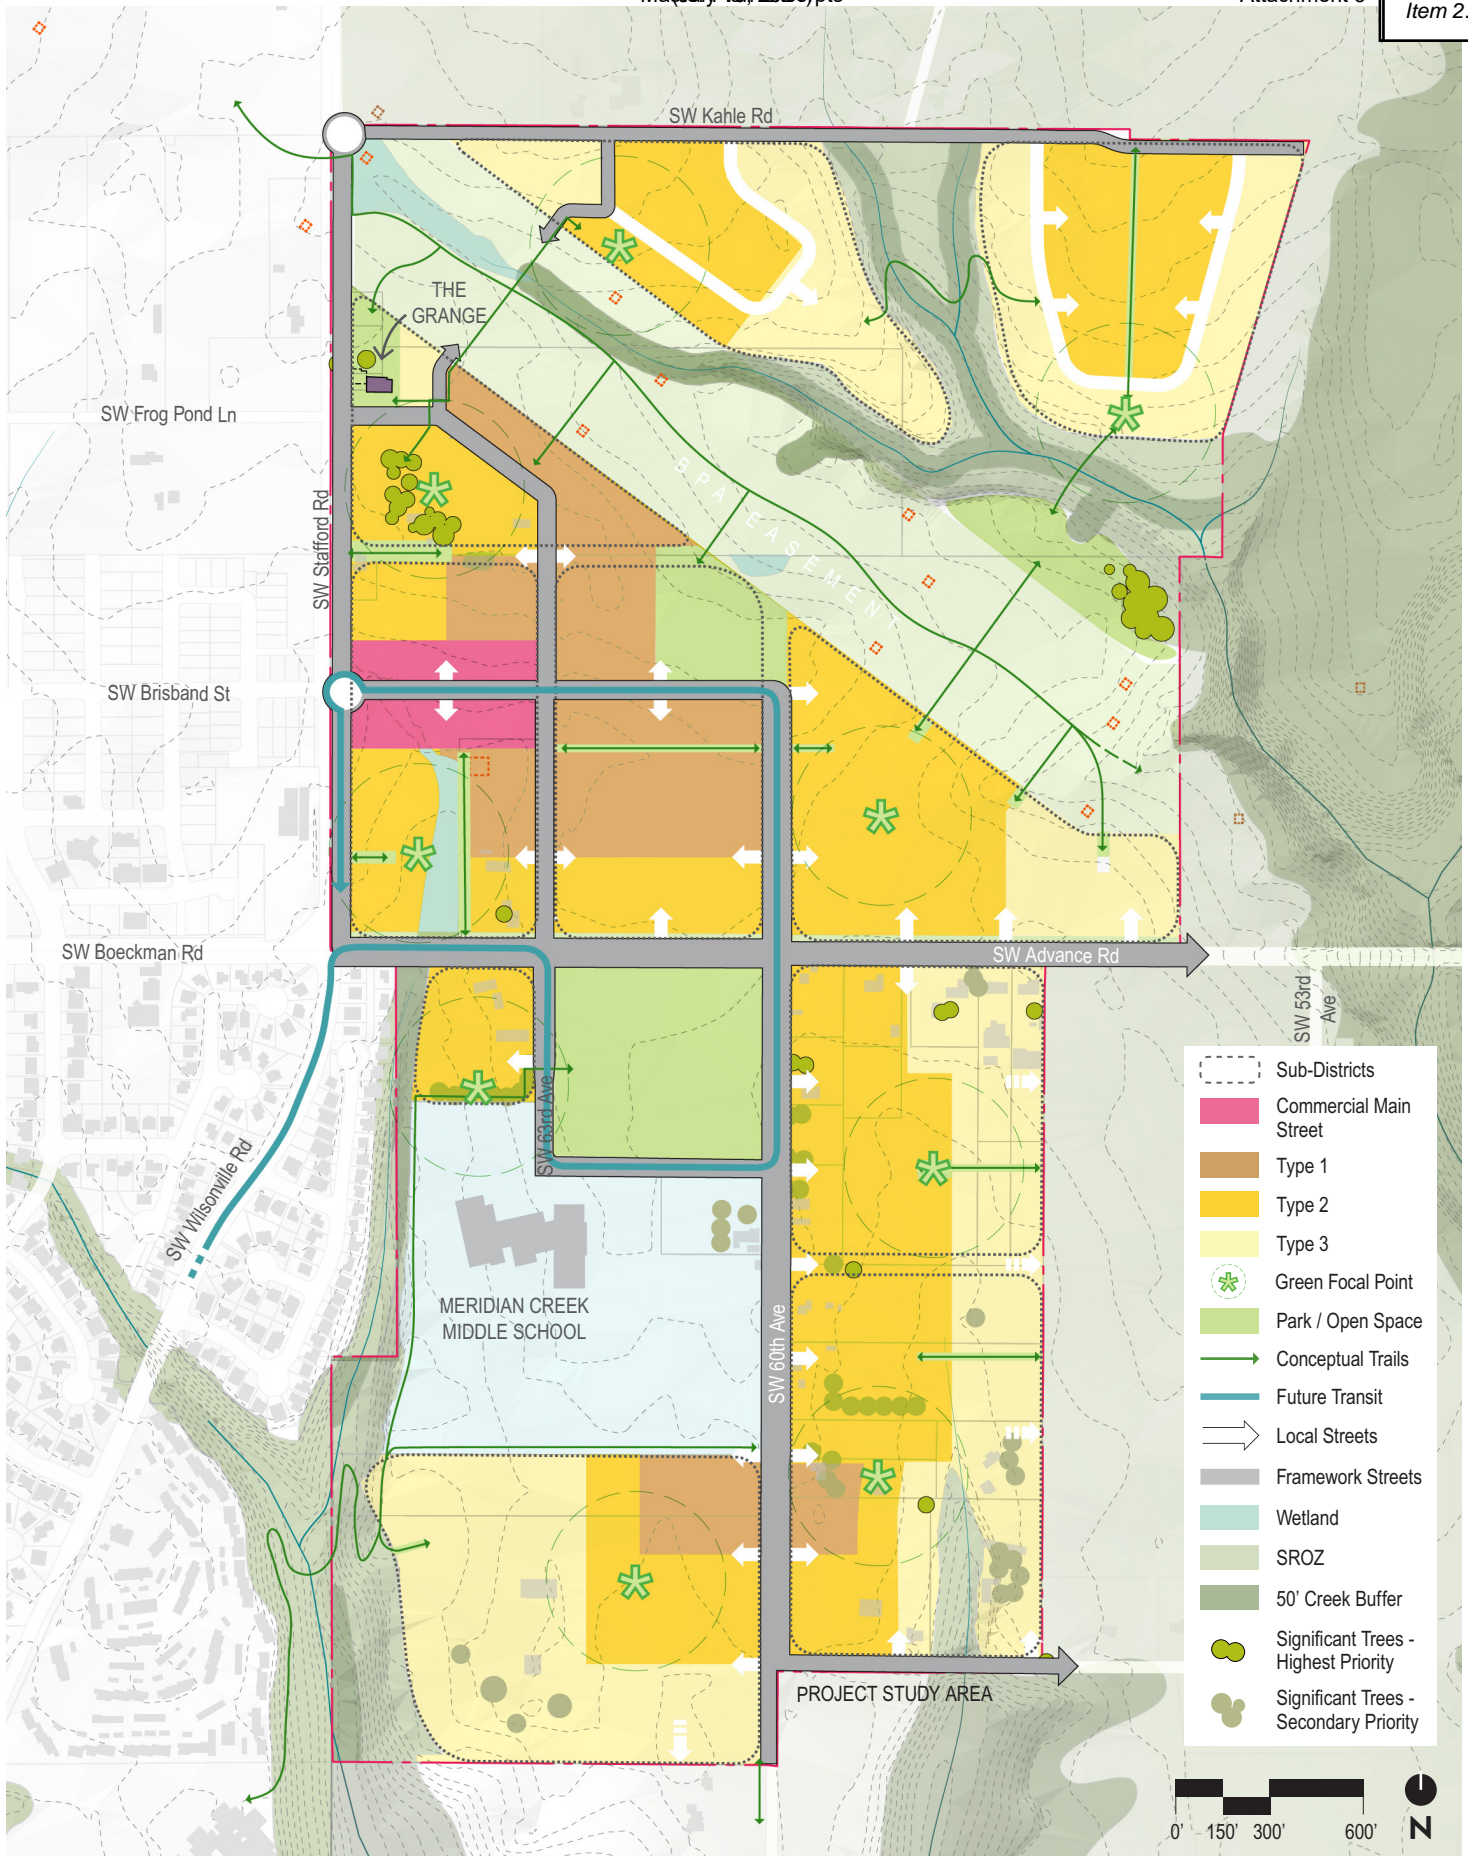 Attachment 3
Item 2.
SW Kahle Rd
THE
GRANGE
SW Frog Pond Ln
SW Stafford Rd
BPA EASEMENT
SW Brisband St
SW Boeckman Rd
SW Advance Rd
SW 53rd
Ave
SW 63rd Ave
SW Wilsonville Rd
MERIDIAN CREEK
MIDDLE SCHOOL
SW 60th Ave
PROJECT STUDY AREA
Sub-Districts
Commercial Main
Street
Type 1
Type 2
Type 3
Green Focal Point
Park / Open Space
Conceptual Trails
Future Transit
Local Streets
Framework Streets
Wetland
SROZ
50' Creek Buffer
Significant Trees -
Highest Priority
Significant Trees -
Secondary Priority
0' 150' 300' 600'
N